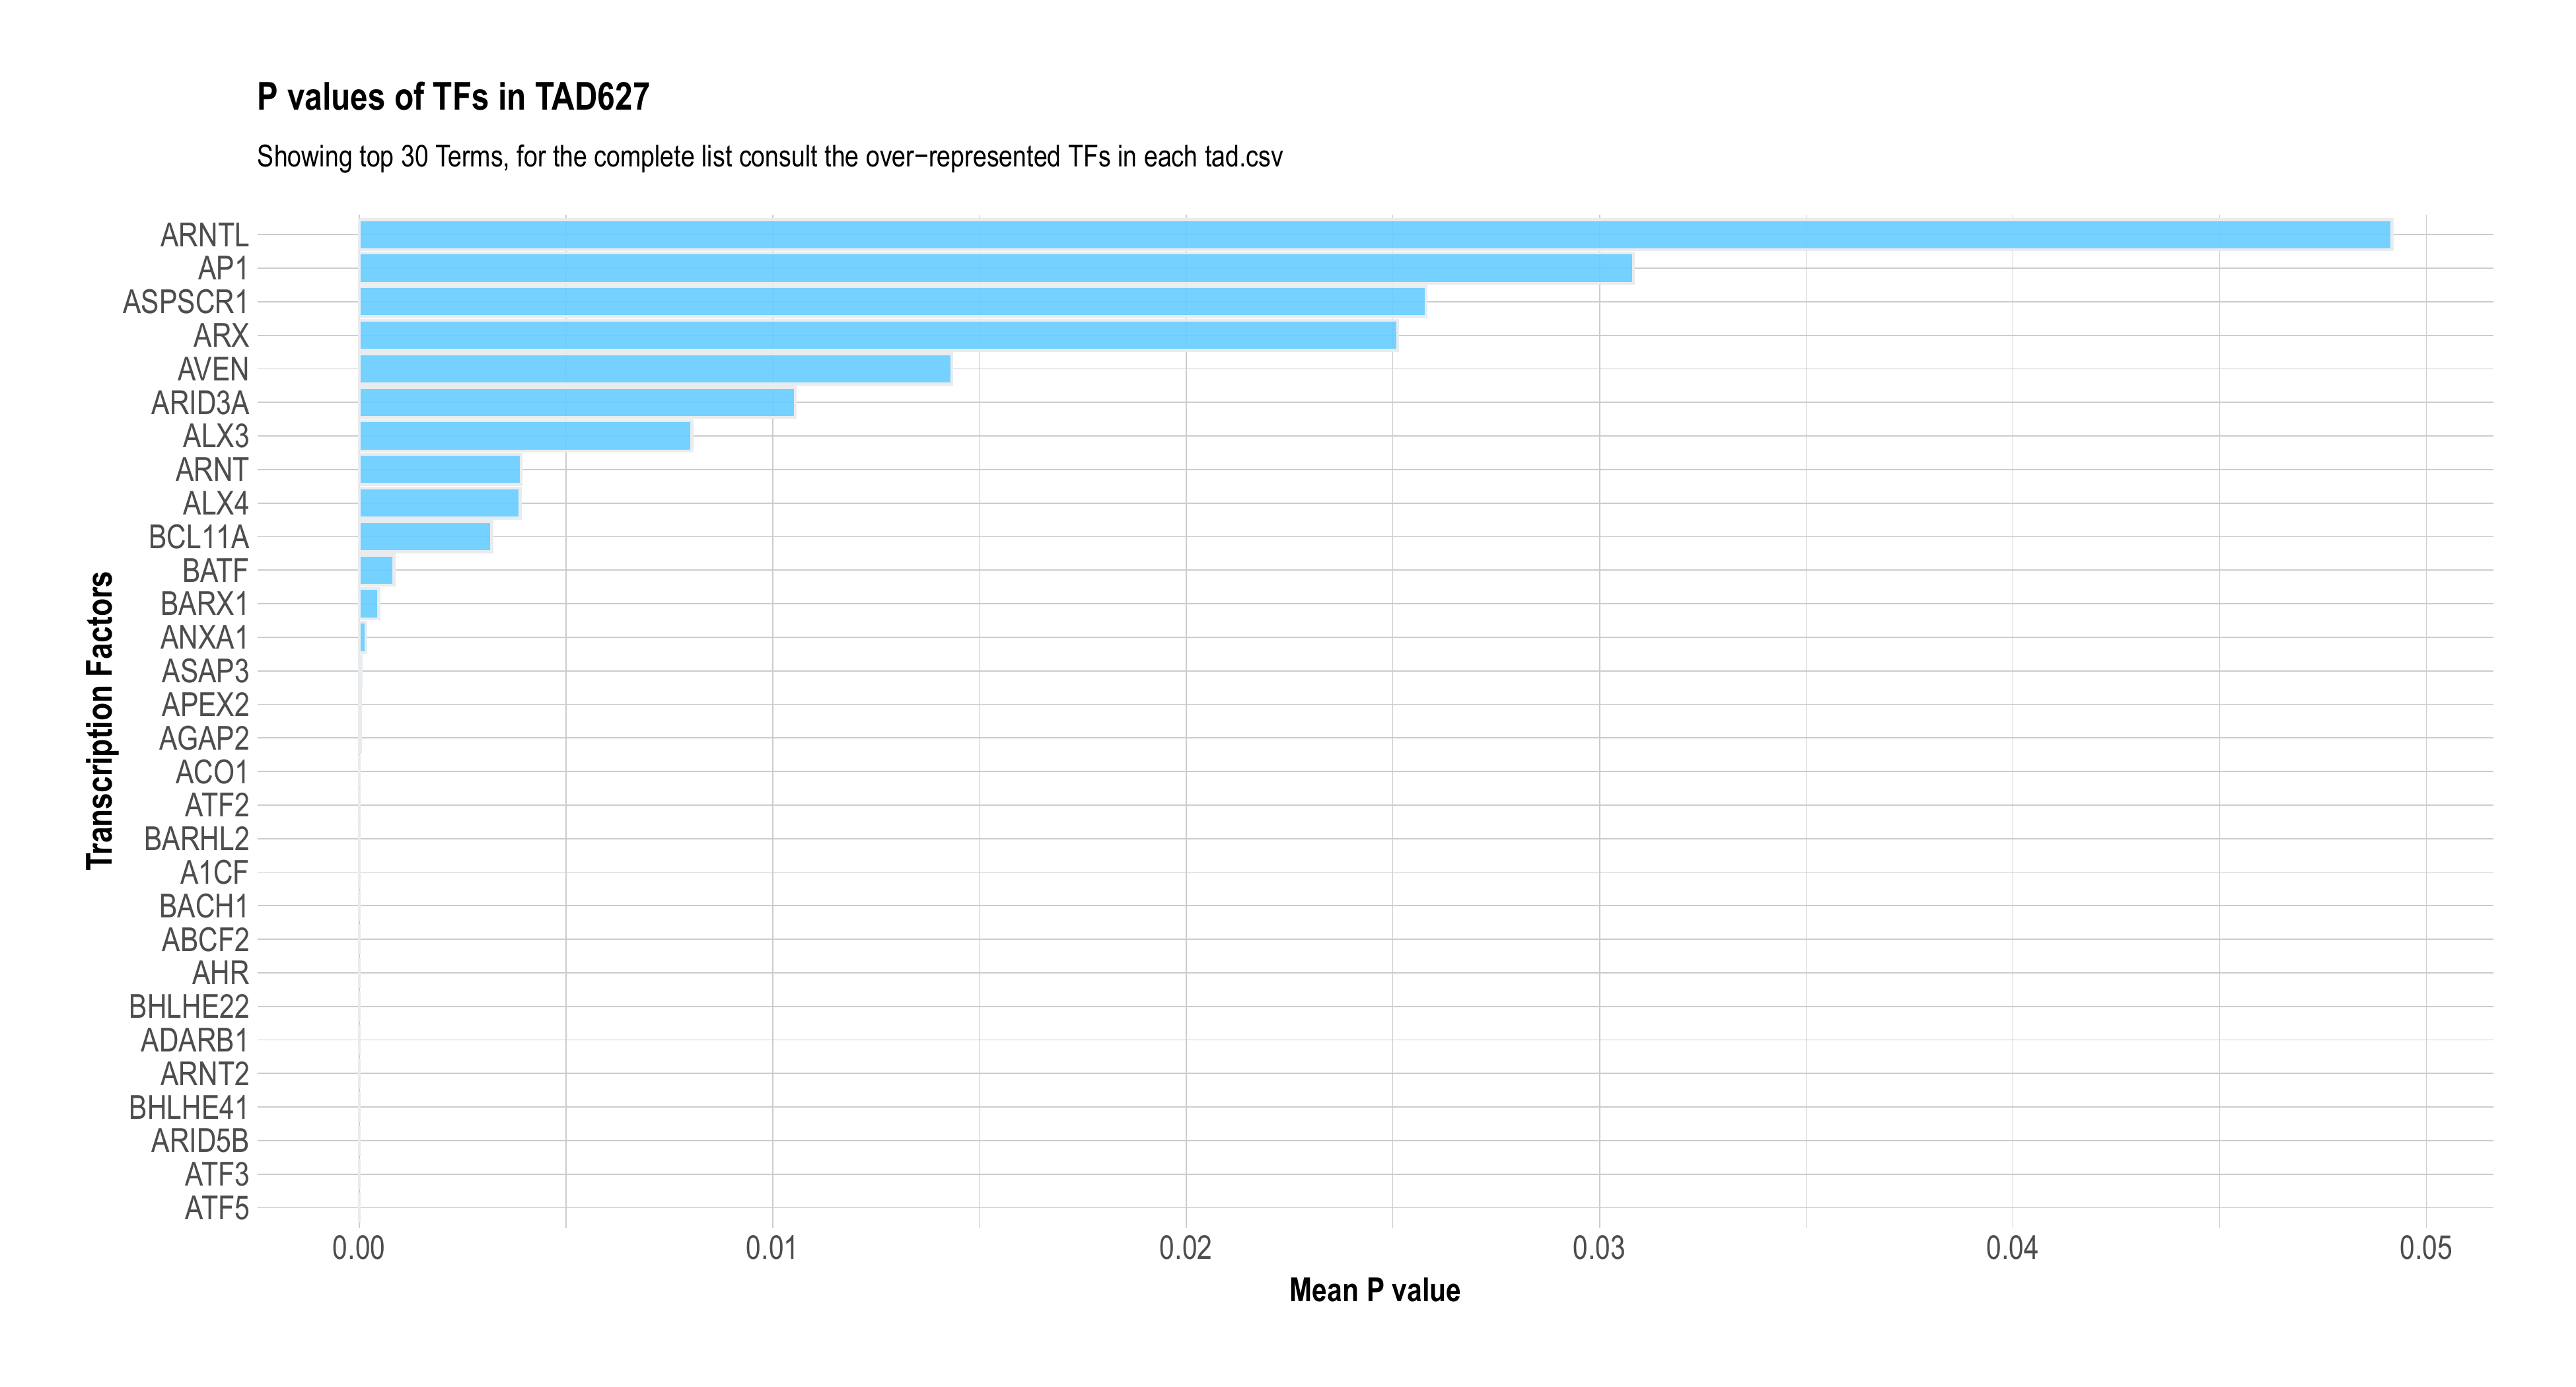 P values of TFs in TAD627
Showing top 30 Terms, for the complete list consult the over−represented TFs in each tad.csv
ARNTL
AP1
ASPSCR1
ARX
AVEN
ARID3A
ALX3
ARNT
ALX4
BCL11A
BATF
BARX1
ANXA1
ASAP3
APEX2
AGAP2
ACO1
ATF2
BARHL2
A1CF
BACH1
ABCF2
AHR
BHLHE22
ADARB1
ARNT2
BHLHE41
ARID5B
ATF3
ATF5
Transcription Factors
0.00 0.01 0.02 0.03 0.04 0.05
Mean P value